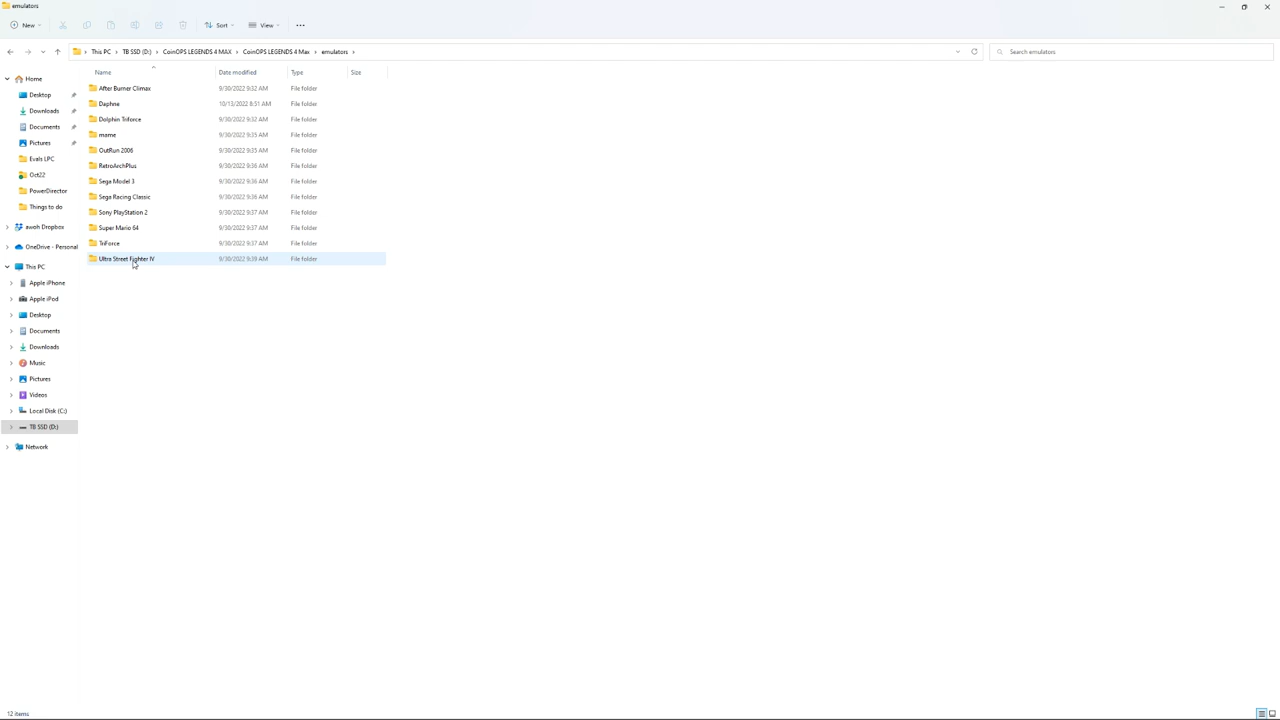 emulators
New
Sort
View
This PC > TB SSD (D:) > CoinOPS LEGENDS 4 MAX > CoinOPS LEGENDS 4 Max > emulators >
Search emulators
Name Date modified Type Size
After Burner Climax 9/30/2022 9:32 AM File folder
Daphne 10/13/2022 8:51 AM File folder
Dolphin Triforce 9/30/2022 9:32 AM File folder
mame 9/30/2022 9:35 AM File folder
OutRun 2006 9/30/2022 9:35 AM File folder
RetroArchPlus 9/30/2022 9:36 AM File folder
Sega Model 3 9/30/2022 9:36 AM File folder
Sega Racing Classic 9/30/2022 9:36 AM File folder
Sony PlayStation 2 9/30/2022 9:37 AM File folder
Super Mario 64 9/30/2022 9:37 AM File folder
TriForce 9/30/2022 9:37 AM File folder
Ultra Street Fighter IV 9/30/2022 9:39 AM File folder
Home
Desktop
Downloads
Documents
Pictures
Evals LPC
Oct22
PowerDirector
Things to do
awoh Dropbox
OneDrive - Personal
This PC
Apple iPhone
Apple iPod
Desktop
Documents
Downloads
Music
Pictures
Videos
Local Disk (C:)
TB SSD (D:)
Network
12 items